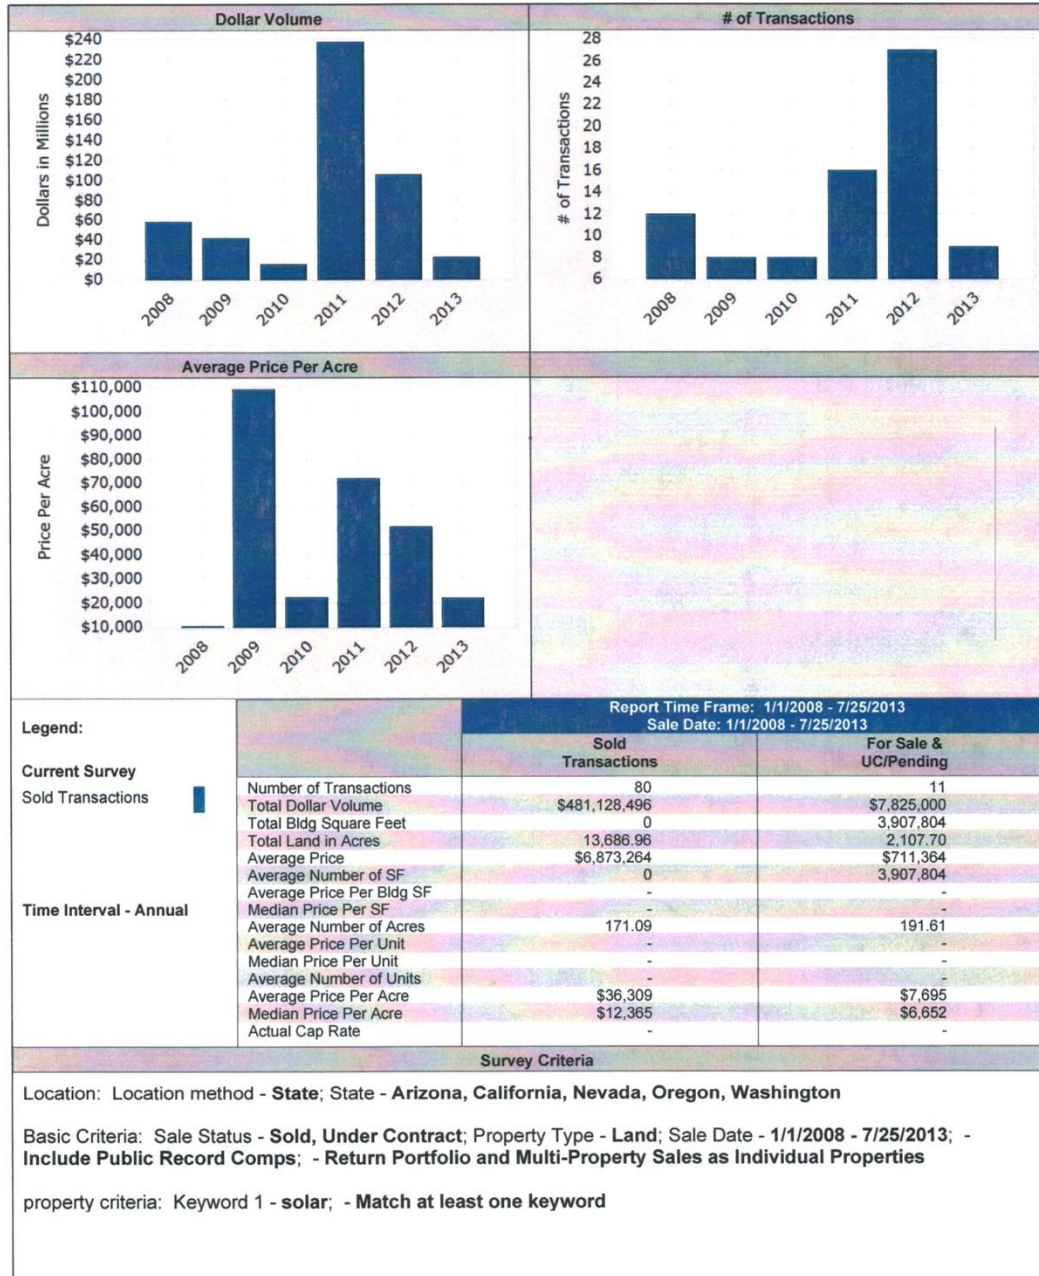 Dollar Volume
Dollars in Millions
$240
$220
$200
$180
$160
$140
$120
$100
$80
$60
$40
$20
$0
2008 2009 2010 2011 2012 2013
# of Transactions
# of Transactions
28
26
24
22
20
18
16
14
12
10
8
6
2008 2009 2010 2011 2012 2013
Average Price Per Acre
Price Per Acre
$110,000
$100,000
$90,000
$80,000
$70,000
$60,000
$50,000
$40,000
$30,000
$20,000
$10,000
2008 2009 2010 2011 2012 2013
Legend:
Current Survey
Sold Transactions
Time Interval - Annual
Report Time Frame: 1/1/2008 - 7/25/2013
Sale Date: 1/1/2008 - 7/25/2013
Sold Transactions For Sale & UC/Pending
Number of Transactions 80 11
Total Dollar Volume $481,128,496 $7,825,000
Total Bldg Square Feet 0 3,907,804
Total Land in Acres 13,686.96 2,107.70
Average Price $6,873,264 $711,364
Average Number of SF 0 3,907,804
Average Price Per Bldg SF - -
Median Price Per SF - -
Average Number of Acres 171.09 191.61
Average Price Per Unit - -
Median Price Per Unit - -
Average Number of Units - -
Average Price Per Acre $36,309 $7,695
Median Price Per Acre $12,365 $6,652
Actual Cap Rate - -
Survey Criteria
Location: Location method - State; State - Arizona, California, Nevada, Oregon, Washington
Basic Criteria: Sale Status - Sold, Under Contract; Property Type - Land; Sale Date - 1/1/2008 - 7/25/2013; -
Include Public Record Comps; - Return Portfolio and Multi-Property Sales as Individual Properties
property criteria: Keyword 1 - solar; - Match at least one keyword